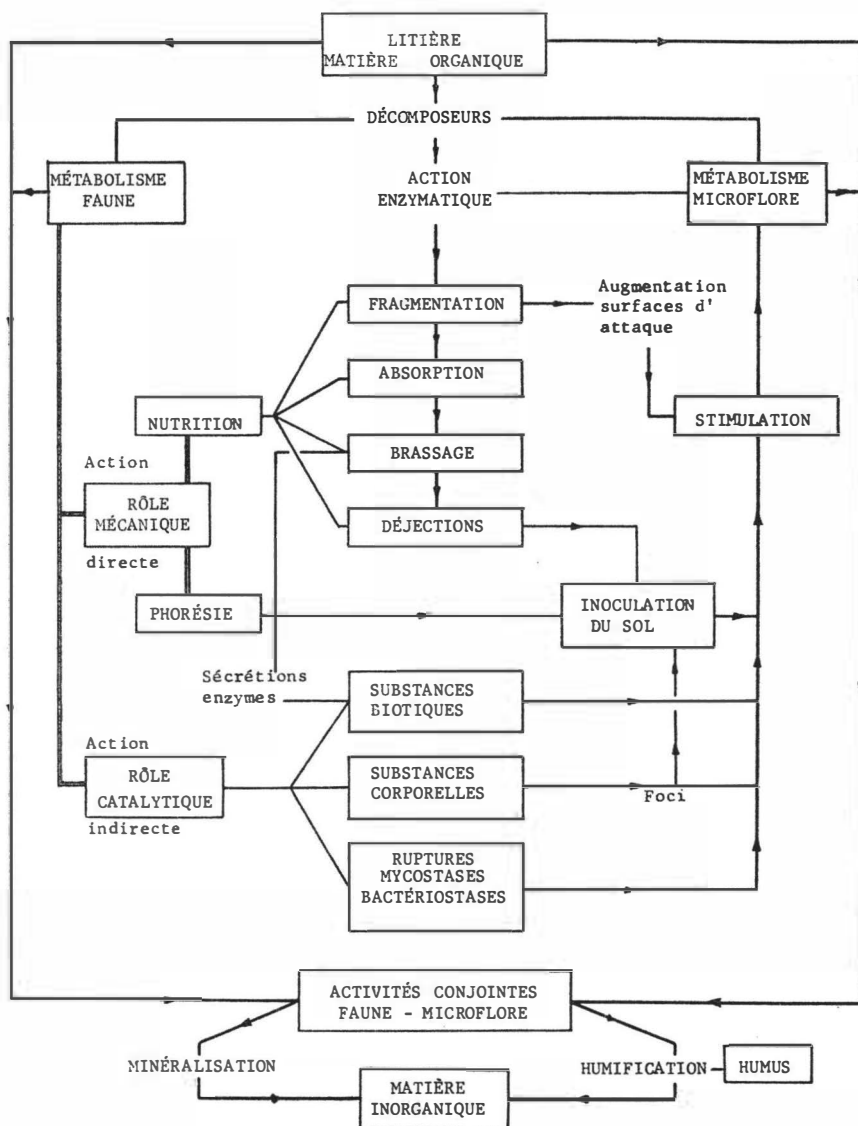 LITIÈRE
MATIÈRE ORGANIQUE
DÉCOMPOSEURS
MÉTABOLISME
FAUNE
ACTION
ENZYMATIQUE
MÉTABOLISME
MICROFLORE
FRAGMENTATION
Augmentation
surfaces d'
attaque
ABSORPTION
NUTRITION
STIMULATION
BRASSAGE
Action
RÔLE
MÉCANIQUE
directe
DÉJECTIONS
PHORÉSIE
INOCULATION
DU SOL
Sécrétions
enzymes
SUBSTANCES
BIOTIQUES
Action
RÔLE
CATALYTIQUE
indirecte
SUBSTANCES
CORPORELLES
Foci
RUPTURES
MYCOSTASES
BACTÉRIOSTASES
ACTIVITÉS CONJOINTES
FAUNE - MICROFLORE
MINÉRALISATION
HUMIFICATION
HUMUS
MATIÈRE
INORGANIQUE